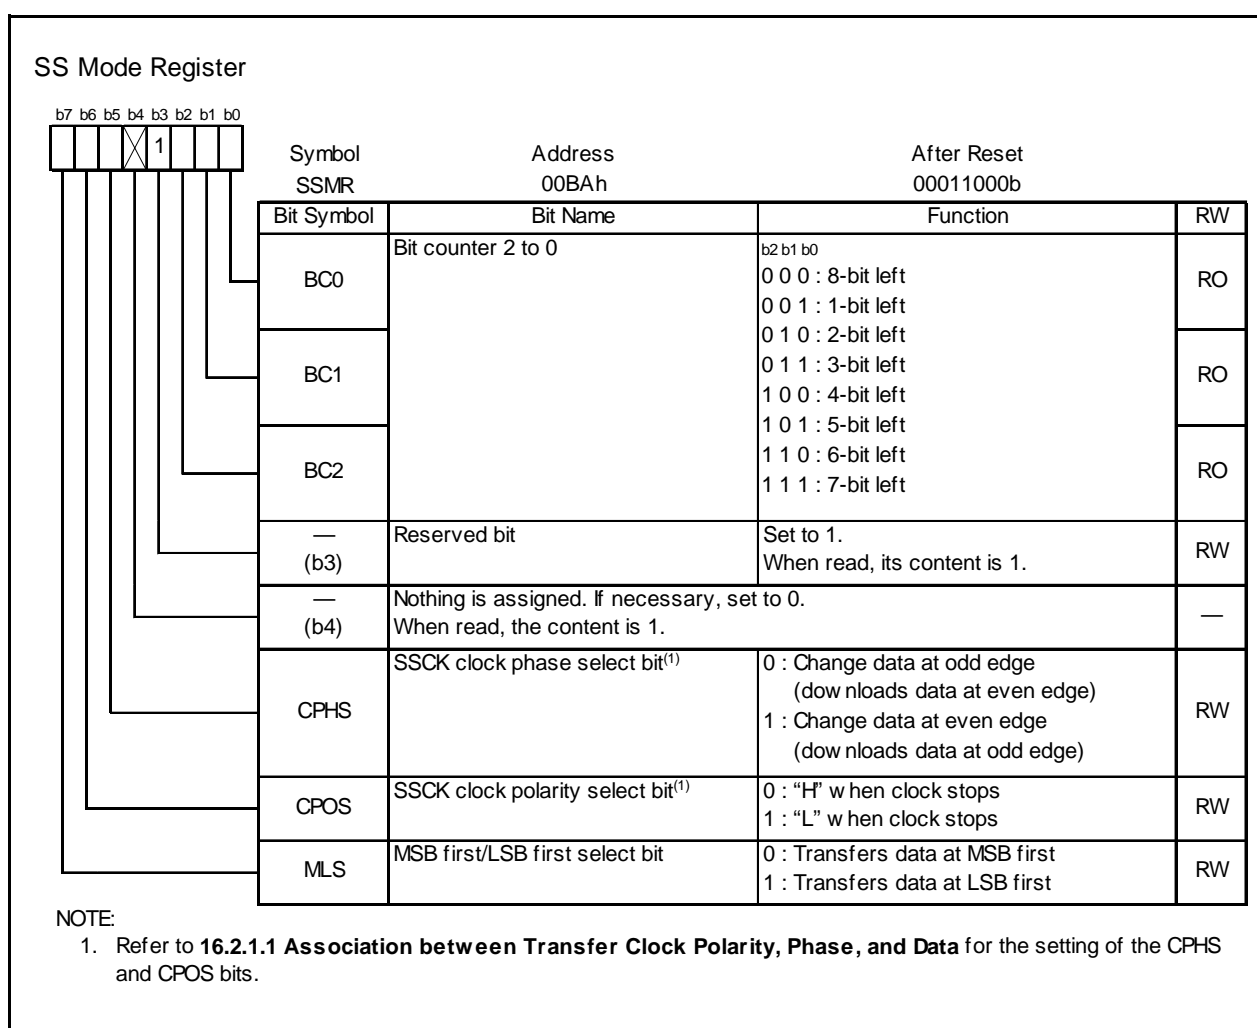 SS Mode Register
b7 b6 b5 b4 b3 b2 b1 b0
1
Symbol Address After Reset
SSMR 00BAh 00011000b
Bit Symbol Bit Name Function RW
BC0 Bit counter 2 to 0 b2 b1 b0 RO
0 0 0 : 8-bit left
0 0 1 : 1-bit left
0 1 0 : 2-bit left
BC1 0 1 1 : 3-bit left RO
1 0 0 : 4-bit left
1 0 1 : 5-bit left
BC2 1 1 0 : 6-bit left RO
1 1 1 : 7-bit left
— Reserved bit Set to 1. RW
(b3) When read, its content is 1.
— Nothing is assigned. If necessary, set to 0. —
(b4) When read, the content is 1.
CPHS SSCK clock phase select bit(1) 0 : Change data at odd edge RW
(dow nloads data at even edge)
1 : Change data at even edge
(dow nloads data at odd edge)
CPOS SSCK clock polarity select bit(1) 0 : “H” w hen clock stops RW
1 : “L” w hen clock stops
MLS MSB first/LSB first select bit 0 : Transfers data at MSB first RW
1 : Transfers data at LSB first
NOTE:
1. Refer to 16.2.1.1 Association between Transfer Clock Polarity, Phase, and Data for the setting of the CPHS
and CPOS bits.